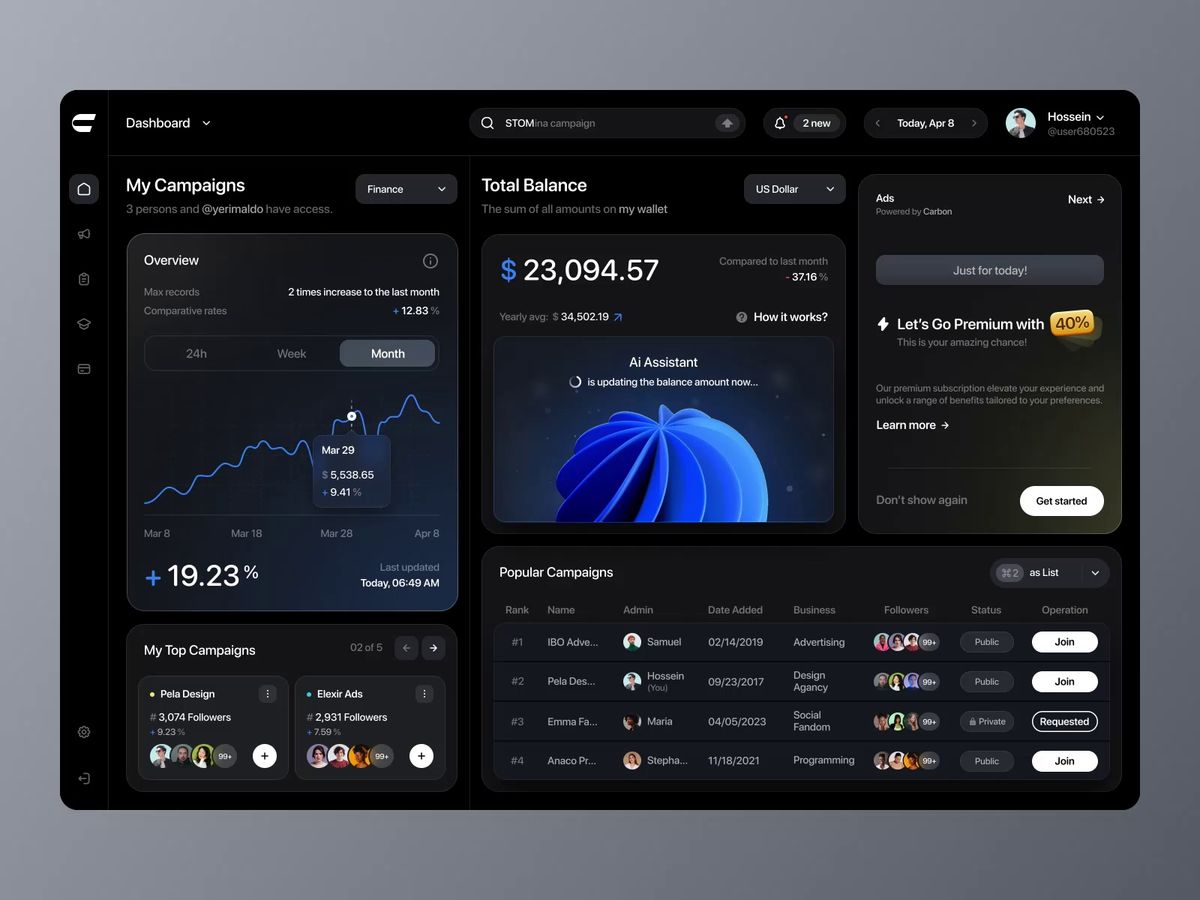 Dashboard
STOMina campaign
2 new
Today, Apr 8
Hossein
@user680523
My Campaigns
3 persons and @yerimaldo have access.
Finance
Overview
Max records
2 times increase to the last month
Comparative rates
+ 12.83 %
24h
Week
Month
Mar 29
$ 5,538.65
+ 9.41 %
Mar 8
Mar 18
Mar 28
Apr 8
+ 19.23 %
Last updated
Today, 06:49 AM
My Top Campaigns
02 of 5
Pela Design
# 3,074 Followers
+ 9.23 %
99+
+
Elexir Ads
# 2,931 Followers
+ 7.59 %
99+
+
Total Balance
The sum of all amounts on my wallet
US Dollar
$ 23,094.57
Compared to last month
- 37.16 %
Yearly avg: $ 34,502.19
? How it works?
Ai Assistant
is updating the balance amount now...
Ads
Powered by Carbon
Next →
Just for today!
Let's Go Premium with 40%
This is your amazing chance!
Our premium subscription elevate your experience and
unlock a range of benefits tailored to your preferences.
Learn more →
Don't show again
Get started
Popular Campaigns
⌘2 as List
Rank Name Admin Date Added Business Followers Status Operation
#1 IBO Adve... Samuel 02/14/2019 Advertising 99+ Public Join
#2 Pela Des... Hossein (You) 09/23/2017 Design Agancy 99+ Public Join
#3 Emma Fa... Maria 04/05/2023 Social Fandom 99+ Private Requested
#4 Anaco Pr... Stepha... 11/18/2021 Programming 99+ Public Join